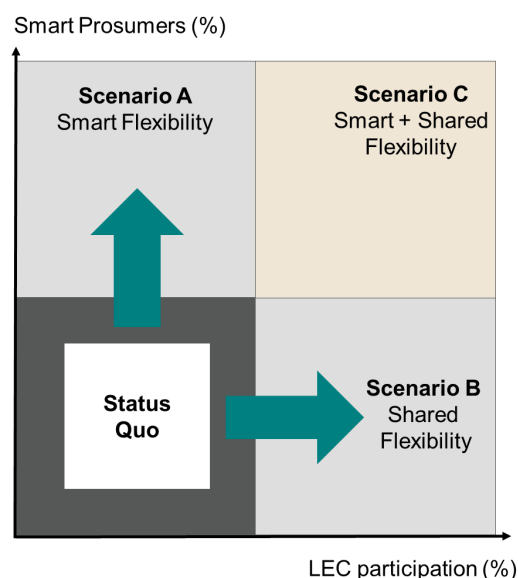 Smart Prosumers (%)
Scenario A
Smart Flexibility
Scenario C
Smart + Shared
Flexibility
Status
Quo
Scenario B
Shared
Flexibility
LEC participation (%)